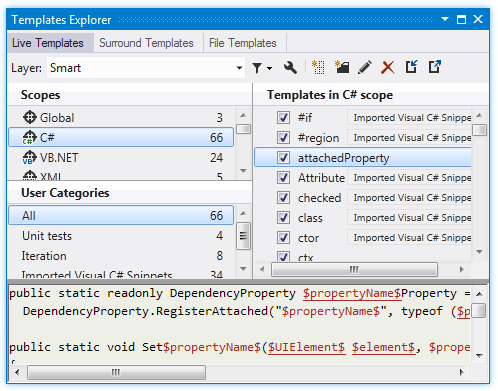 Templates Explorer
Live Templates Surround Templates File Templates
Layer: Smart
Scopes
Global 3
C# 66
VB.NET 24
XML 5
User Categories
All 66
Unit tests 4
Iteration 8
Imported Visual C# Snippets 34
Templates in C# scope
#if Imported Visual C# Snippe
#region Imported Visual C# Snippe
attachedProperty
Attribute Imported Visual C# Snippe
checked Imported Visual C# Snippe
class Imported Visual C# Snippe
ctor Imported Visual C# Snippe
ctx
public static readonly DependencyProperty $propertyName$Property =
DependencyProperty.RegisterAttached("$propertyName$", typeof ($p
public static void Set$propertyName$($UIElement$ $element$, $prope
{